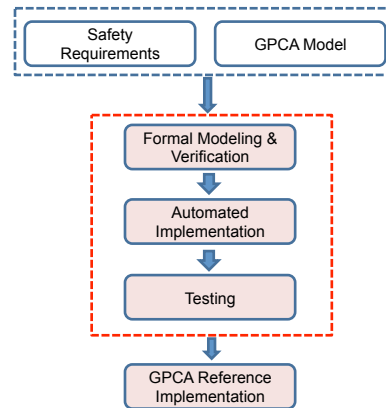 Safety
Requirements
GPCA Model
Formal Modeling &
Verification
Automated
Implementation
Testing
GPCA Reference
Implementation